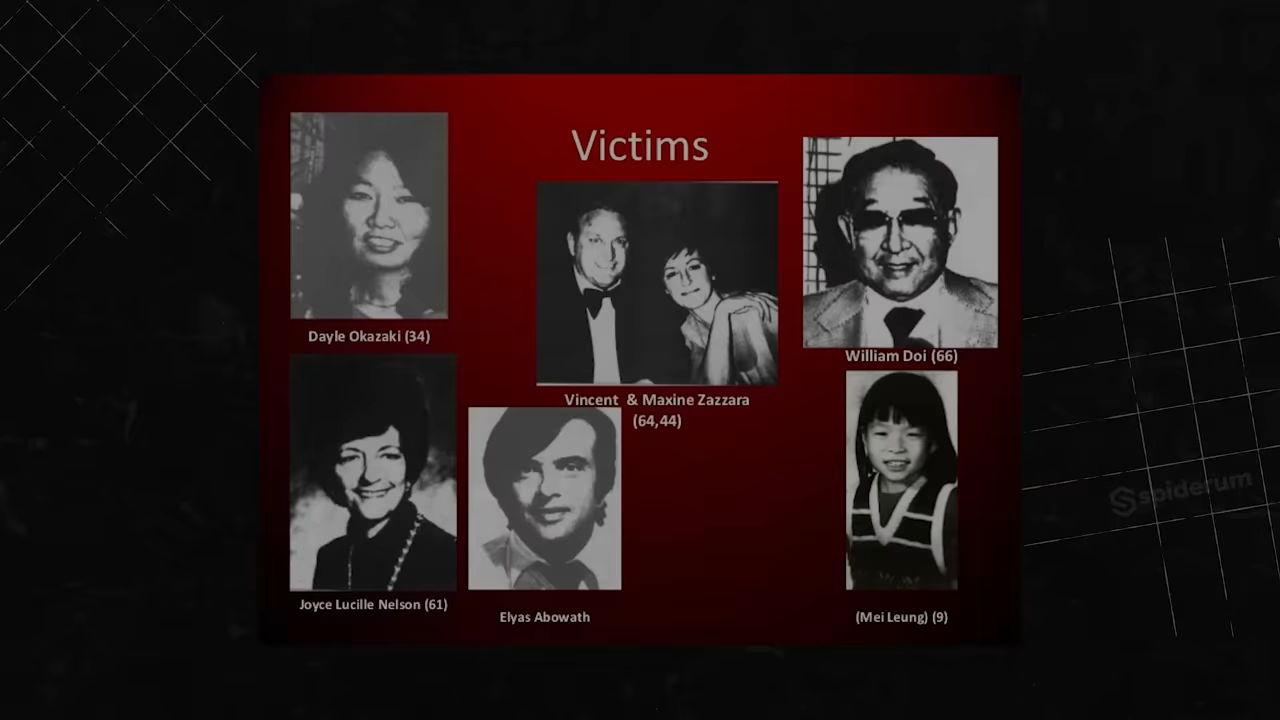 Victims
Dayle Okazaki (34)
William Doi (66)
Vincent & Maxine Zazzara
(64,44)
Joyce Lucille Nelson (61)
Elyas Abowath
(Mei Leung) (9)
spiderum